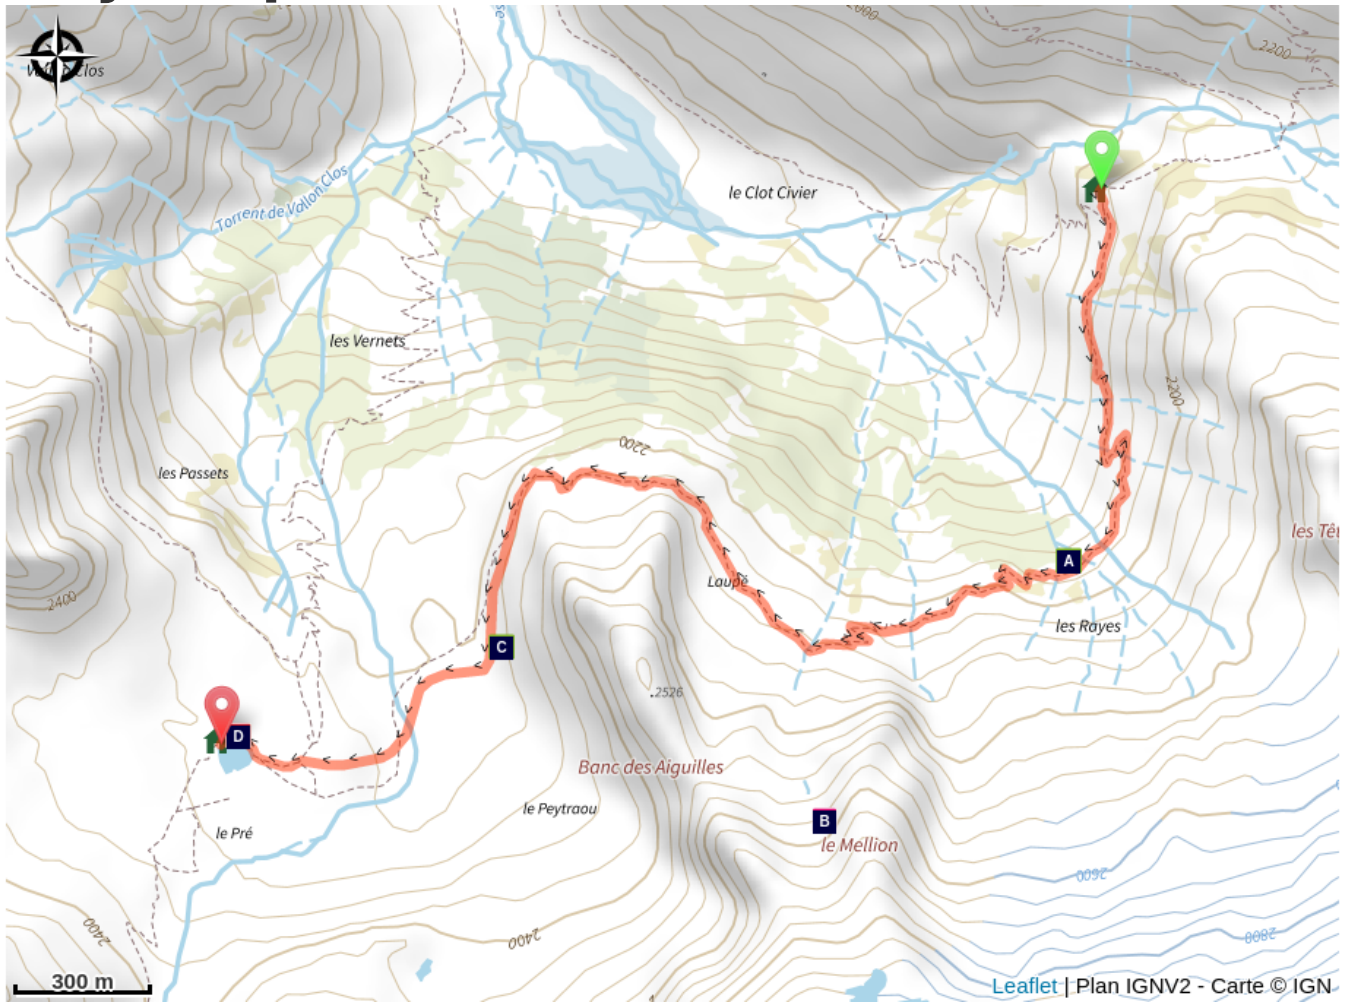 2000
2200
Torrent de Vallon Clos
le Clot Civier
les Vernets
2200
2200
les Passets
les Têt
A
Laupé
2400
les Rayes
C
.2526
D
Banc des Aiguilles
le Peytraou
B
le Pré
le Mellion
2600
2400
2400
2800
300 m
Leaflet | Plan IGNV2 - Carte © IGN